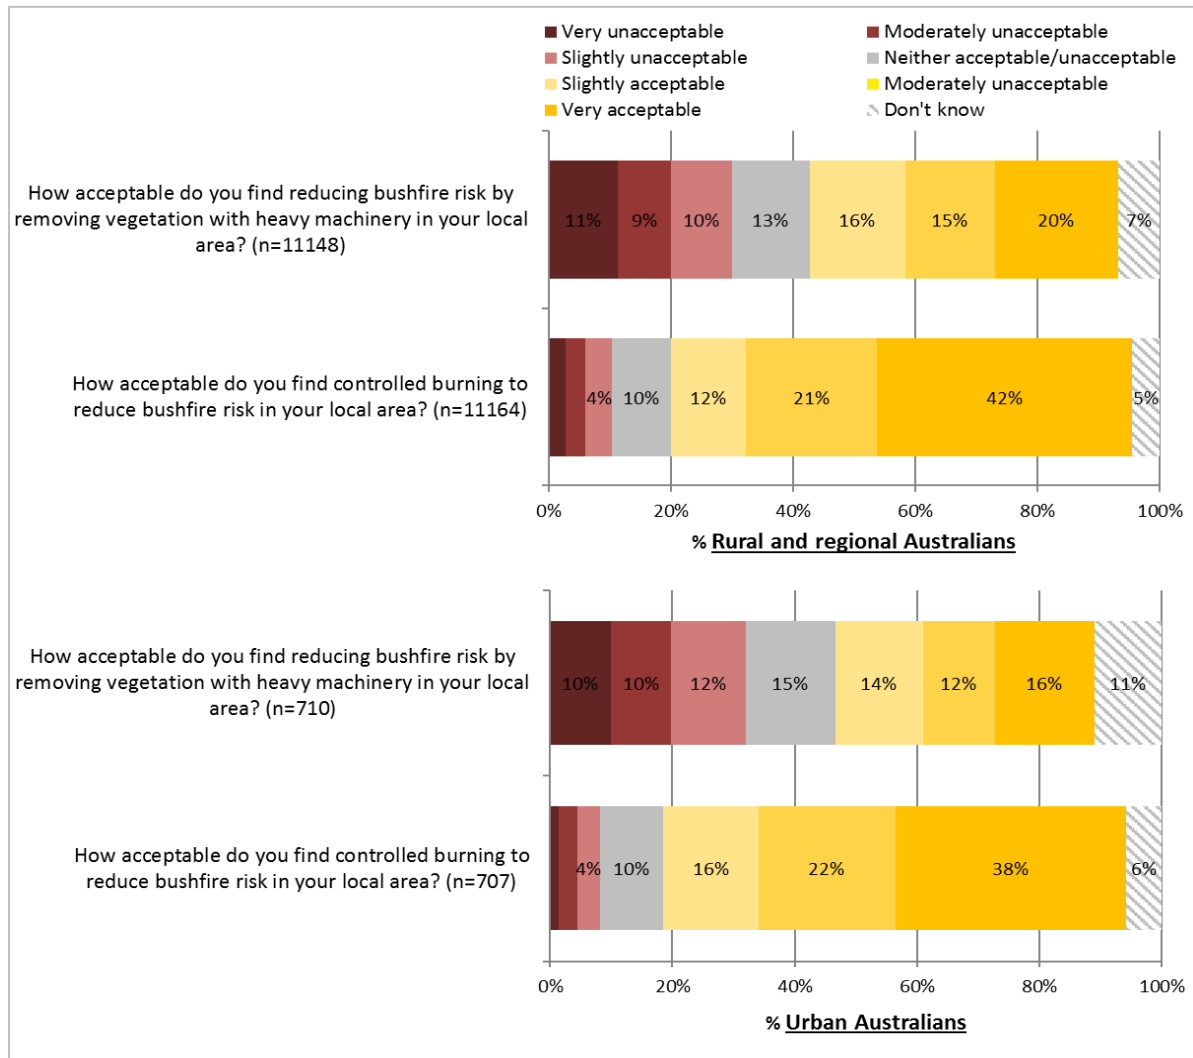 Very unacceptable
Moderately unacceptable
Slightly unacceptable
Neither acceptable/unacceptable
Slightly acceptable
Moderately unacceptable
Very acceptable
Don't know
How acceptable do you find reducing bushfire risk by
removing vegetation with heavy machinery in your local
area? (n=11148)
11% 9% 10% 13% 16% 15% 20% 7%
How acceptable do you find controlled burning to
reduce bushfire risk in your local area? (n=11164)
4% 10% 12% 21% 42% 5%
0% 20% 40% 60% 80% 100%
% Rural and regional Australians
How acceptable do you find reducing bushfire risk by
removing vegetation with heavy machinery in your local
area? (n=710)
10% 10% 12% 15% 14% 12% 16% 11%
How acceptable do you find controlled burning to
reduce bushfire risk in your local area? (n=707)
4% 10% 16% 22% 38% 6%
0% 20% 40% 60% 80% 100%
% Urban Australians